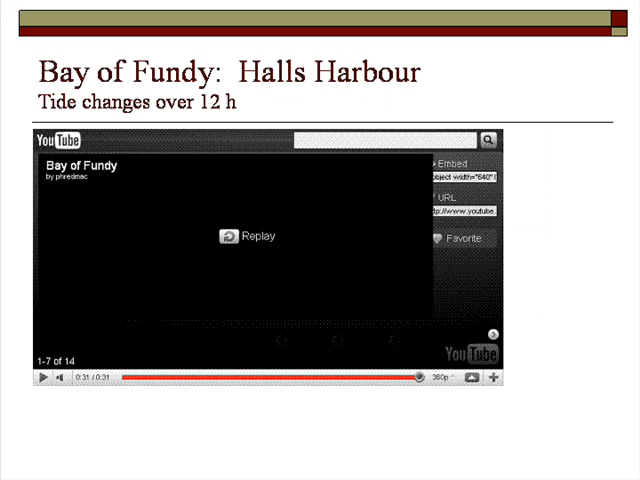 Bay of Fundy: Halls Harbour
Tide changes over 12 h
YouTube
Bay of Fundy
by phredmac
Embed
object width="640"
URL
tp://www.youtube.
Favorite
Replay
YouTube
1-7 of 14
0:31 / 0:31
360p